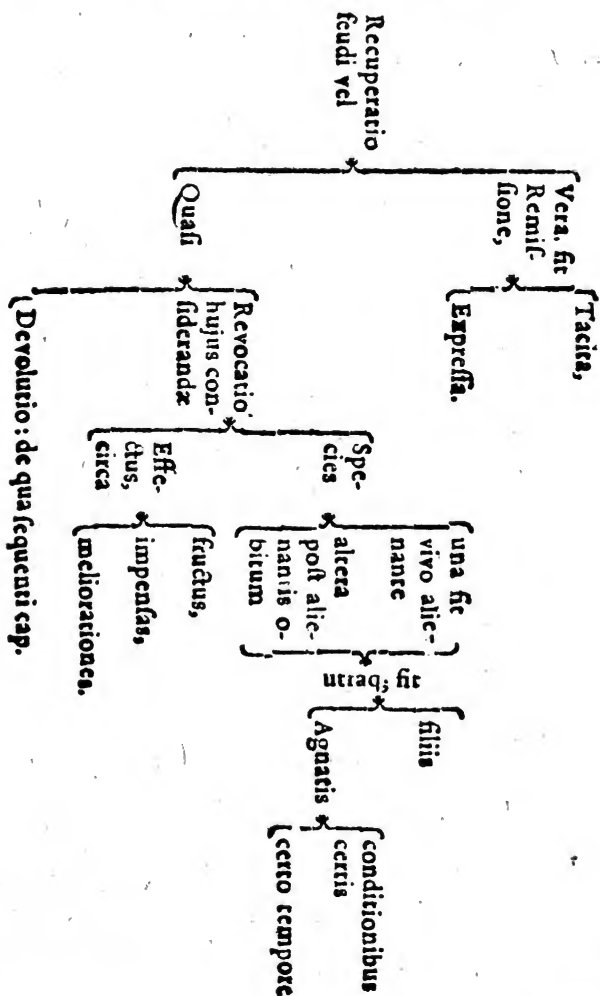 Recuperatio
feudi vel
Vera, fit
Remiſ-
ſione,
Tacita,
Expreſſa.
Quaſi
Revocatio
hujus con-
ſiderandæ
Spe-
cies
una fit
vivo alie-
nante
altera
poſt alie-
nantis o-
bitum
utraq; fit
filiis
Agnatis
conditionibus
certis
certo tempore.
Effe-
ctus,
circa
fructus,
impenſas,
meliorationes.
Devolutio : de qua ſequenti cap.